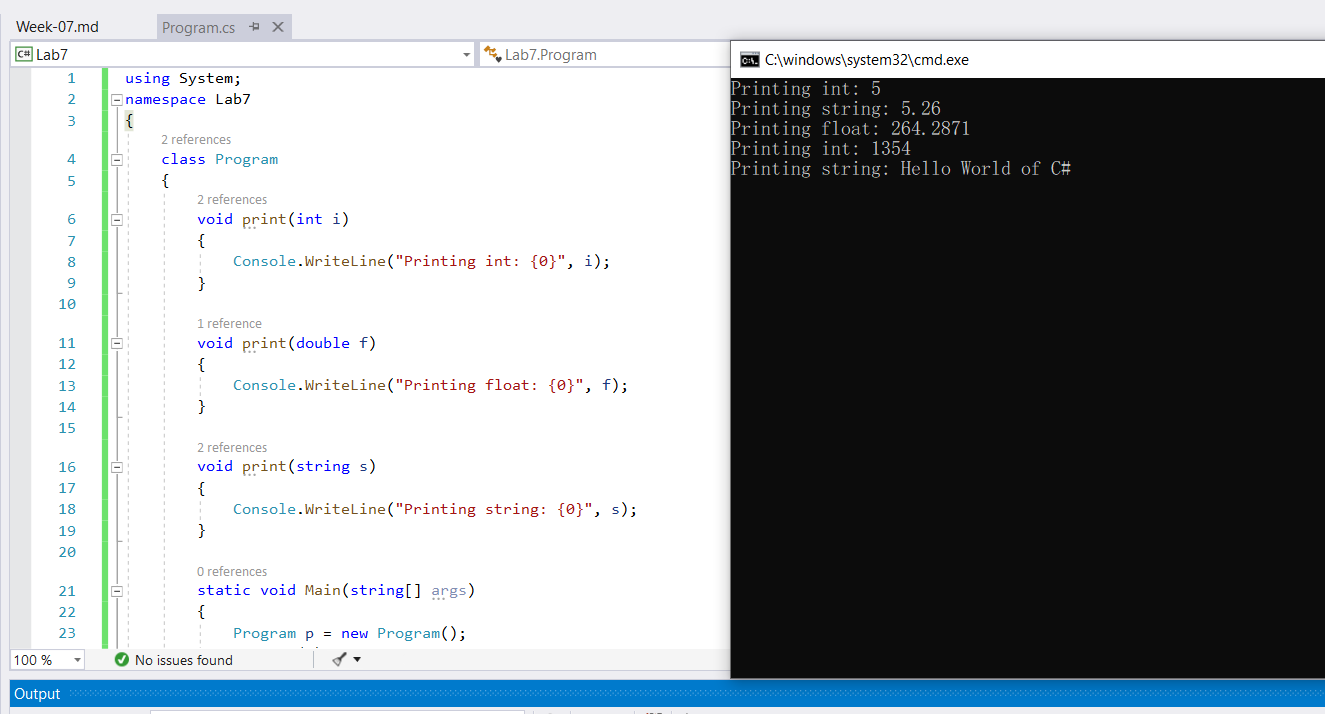 Week-07.md
Program.cs
Lab7
Lab7.Program
1 using System;
2 namespace Lab7
3 {
2 references
4 class Program
5 {
2 references
6 void print(int i)
7 {
8 Console.WriteLine("Printing int: {0}", i);
9 }
10
1 reference
11 void print(double f)
12 {
13 Console.WriteLine("Printing float: {0}", f);
14 }
15
2 references
16 void print(string s)
17 {
18 Console.WriteLine("Printing string: {0}", s);
19 }
20
0 references
21 static void Main(string[] args)
22 {
23 Program p = new Program();
100 %
No issues found
Output
C:\windows\system32\cmd.exe
Printing int: 5
Printing string: 5.26
Printing float: 264.2871
Printing int: 1354
Printing string: Hello World of C#